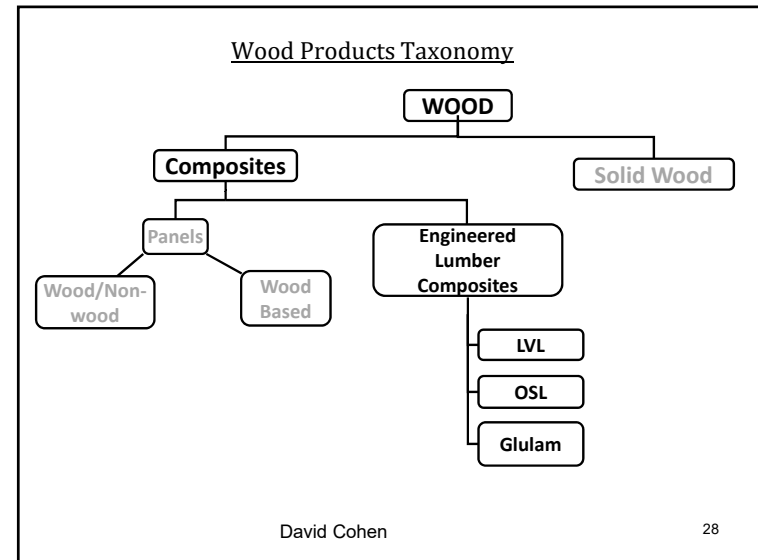 Wood Products Taxonomy
WOOD
Composites
Solid Wood
Panels
Engineered
Lumber
Composites
Wood/Non-
wood
Wood
Based
LVL
OSL
Glulam
David Cohen
28